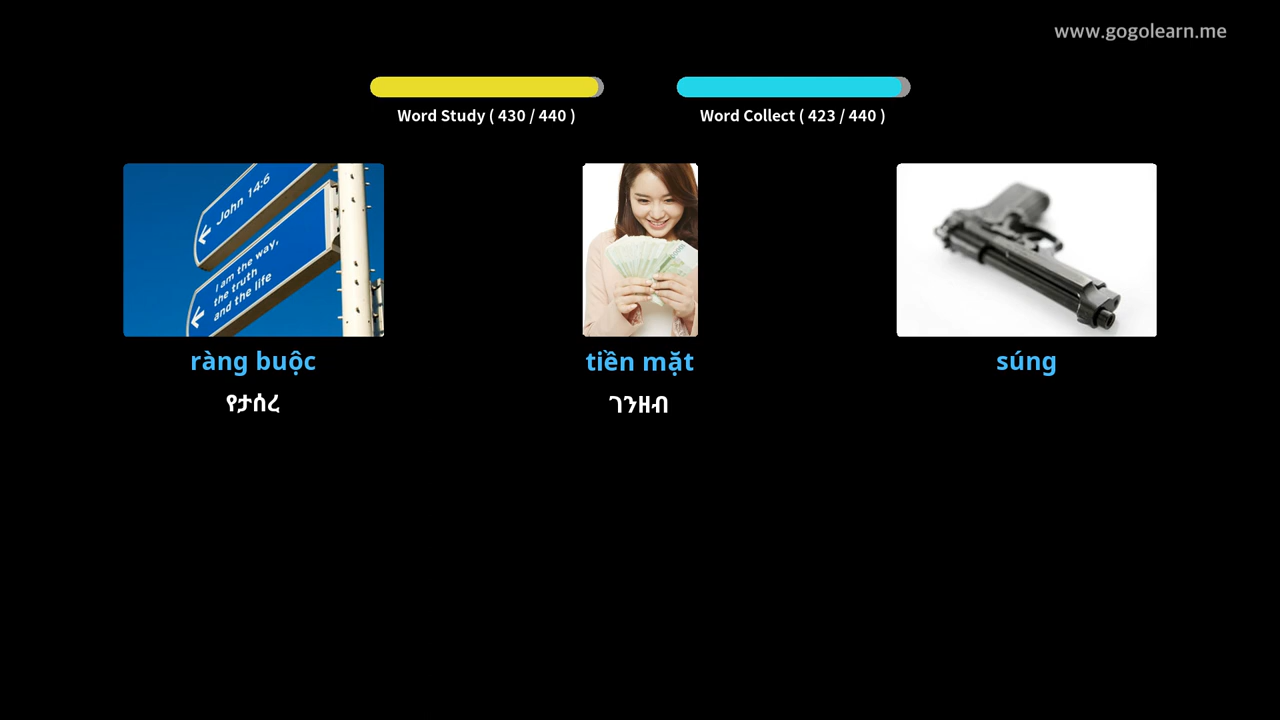 www.gogolearn.me
Word Study ( 430 / 440 )
Word Collect ( 423 / 440 )
John 14:6
I am the way,
the truth
and the life
ràng buộc
tiền mặt
súng
የታሰረ
ገንዘብ